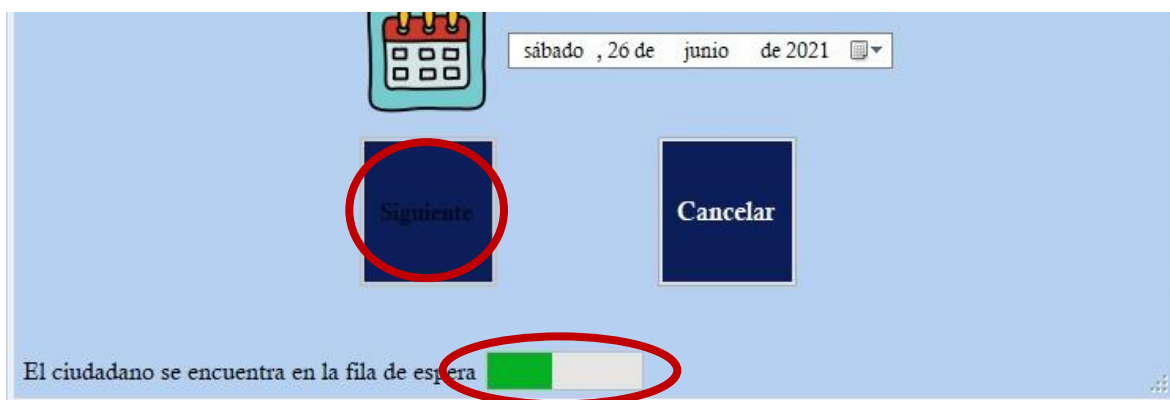 sábado , 26 de junio de 2021
Siguiente
Cancelar
El ciudadano se encuentra en la fila de espera